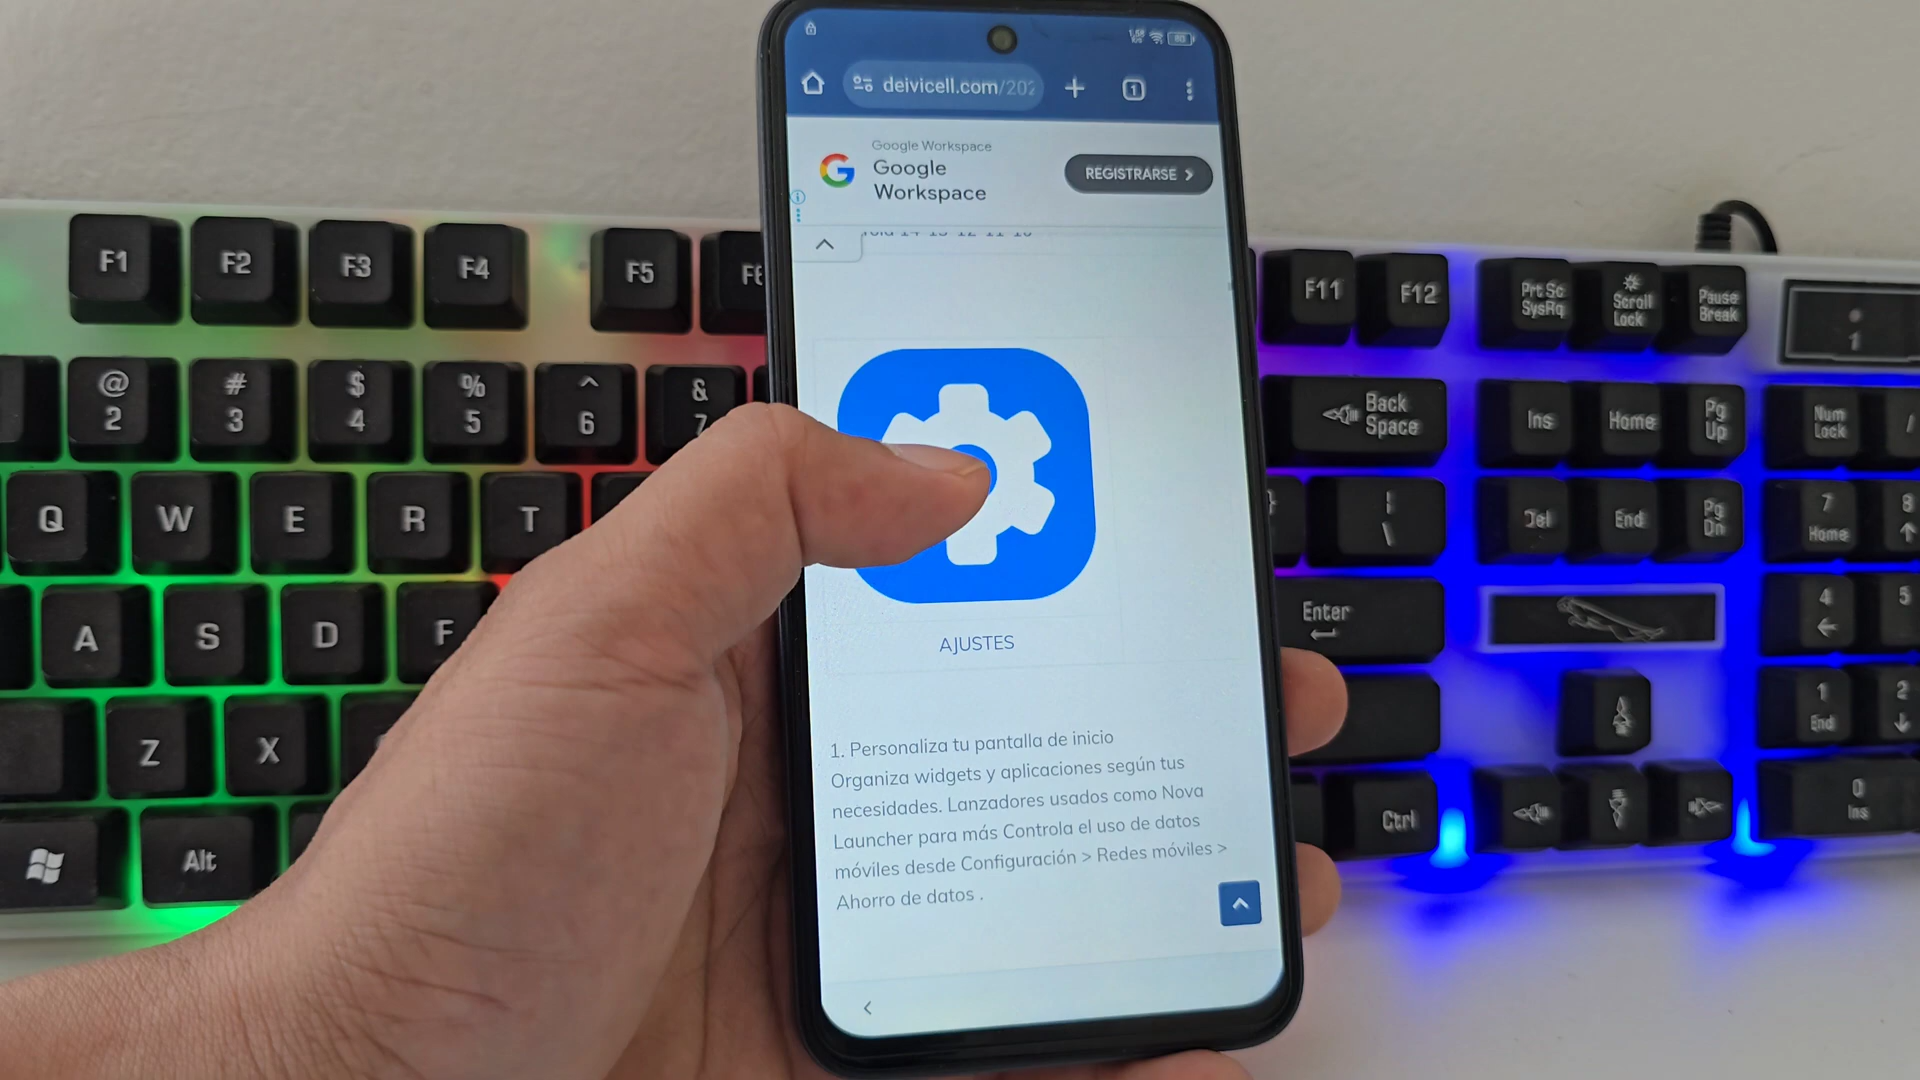 deivicell.com/202
1
80
Google Workspace
Google
Workspace
REGISTRARSE
AJUSTES
1. Personaliza tu pantalla de inicio
Organiza widgets y aplicaciones según tus
necesidades. Lanzadores usados como Nova
Launcher para más Controla el uso de datos
móviles desde Configuración > Redes móviles >
Ahorro de datos .
F1
F2
F3
F4
F5
F11
F12
Prt Sc
SysRq
Scroll
Lock
Pause
Break
1
@
2
#
3
$
4
%
5
^
6
&
7
Back
Space
Ins
Home
Pg
Up
Num
Lock
/
Q
W
E
R
T
|
\
Del
End
Pg
Dn
7
Home
8
A
S
D
F
Enter
4
5
Z
X
1
End
2
Alt
Ctrl
0
Ins